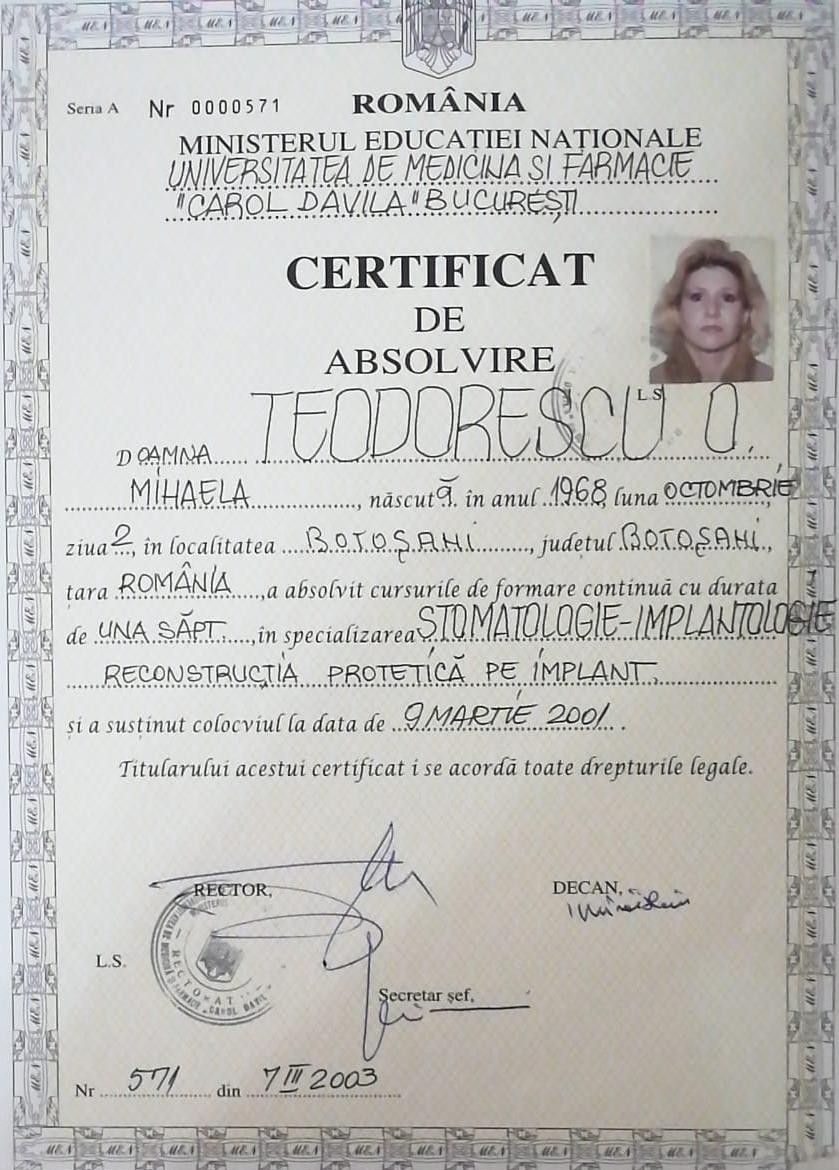 Seria A Nr 0000571 ROMÂNIA
MINISTERUL EDUCAȚIEI NAȚIONALE
UNIVERSITATEA DE MEDICINA SI FARMACIE
"CAROL DAVILA" BUCUREȘTI
CERTIFICAT
DE
ABSOLVIRE
L.S.
DOAMNA TEODORESCU O.
MIHAELA, născută în anul 1968, luna OCTOMBRIE,
ziua 2, în localitatea BOTOȘANI, județul BOTOȘANI,
țara ROMÂNIA, a absolvit cursurile de formare continuă cu durata
de UNA SĂPT., în specializarea STOMATOLOGIE-IMPLANTOLOGIE
RECONSTRUCȚIA PROTETICĂ PE IMPLANT,
și a susținut colocviul la data de 9 MARTIE 2001.
Titularului acestui certificat i se acordă toate drepturile legale.
RECTOR,
DECAN,
L.S.
RECTORAT
Secretar șef,
Nr 571 din 7 III 2003